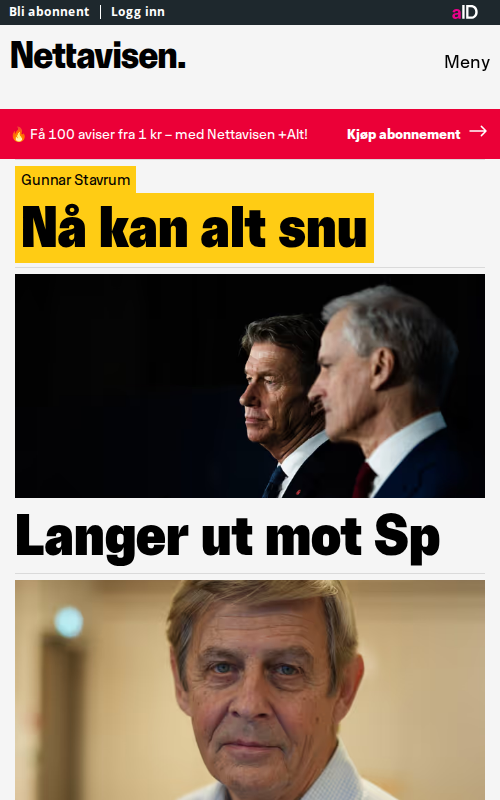 Bli abonnent | Logg inn
aID
Nettavisen.
Meny
🔥 Få 100 aviser fra 1 kr – med Nettavisen +Alt!
Kjøp abonnement →
Gunnar Stavrum
Nå kan alt snu
Langer ut mot Sp